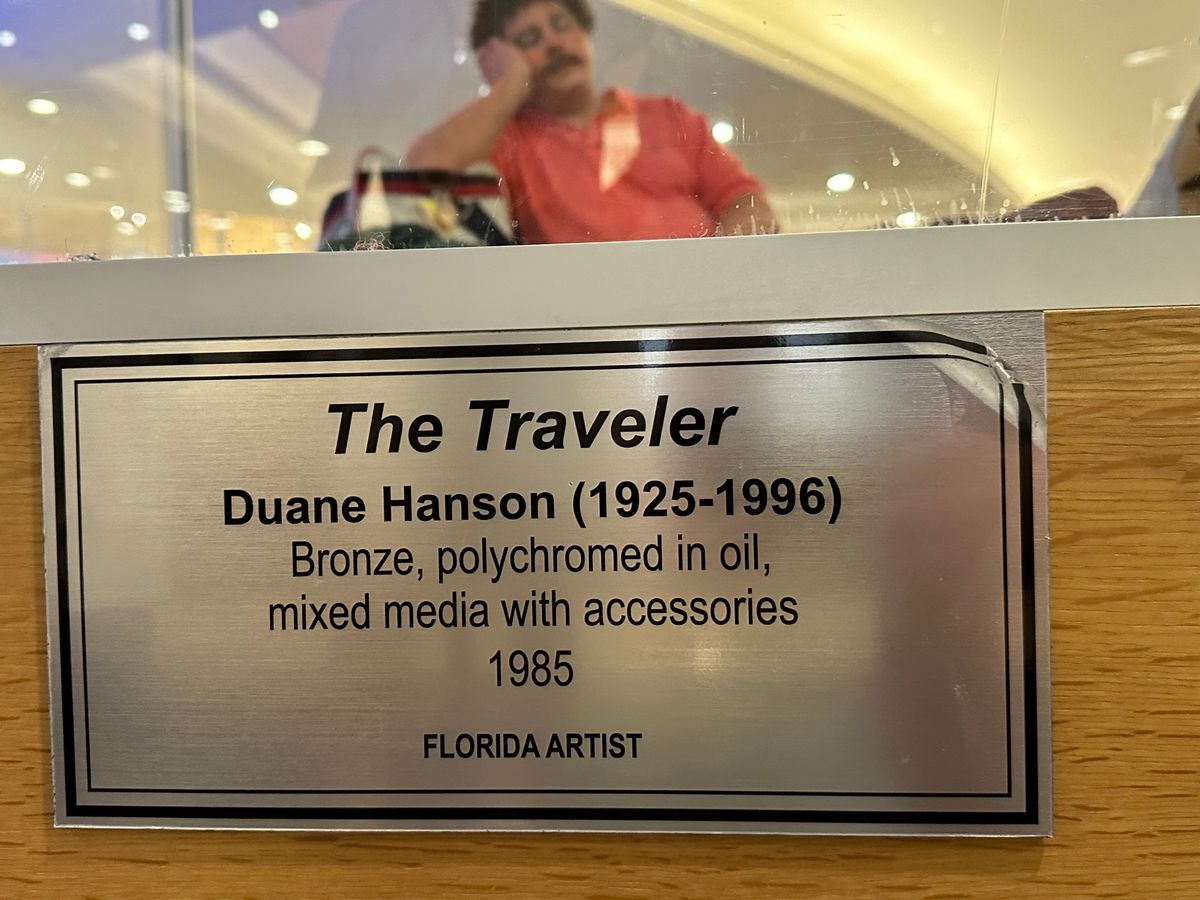 The Traveler
Duane Hanson (1925-1996)
Bronze, polychromed in oil,
mixed media with accessories
1985
FLORIDA ARTIST